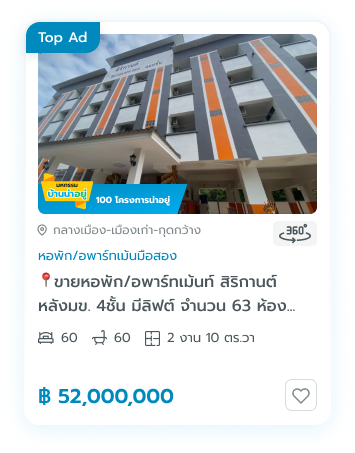 Top Ad
สิริกานต์
มหกรรม
บ้านน่าอยู่
100 โครงการน่าอยู่
กลางเมือง-เมืองเก่า-กุดกว้าง
360°
หอพัก/อพาร์ทเม้นมือสอง
📍ขายหอพัก/อพาร์ทเม้นท์ สิริกานต์
หลังมข. 4ชั้น มีลิฟต์ จำนวน 63 ห้อง...
60
60
2 งาน 10 ตร.วา
฿ 52,000,000